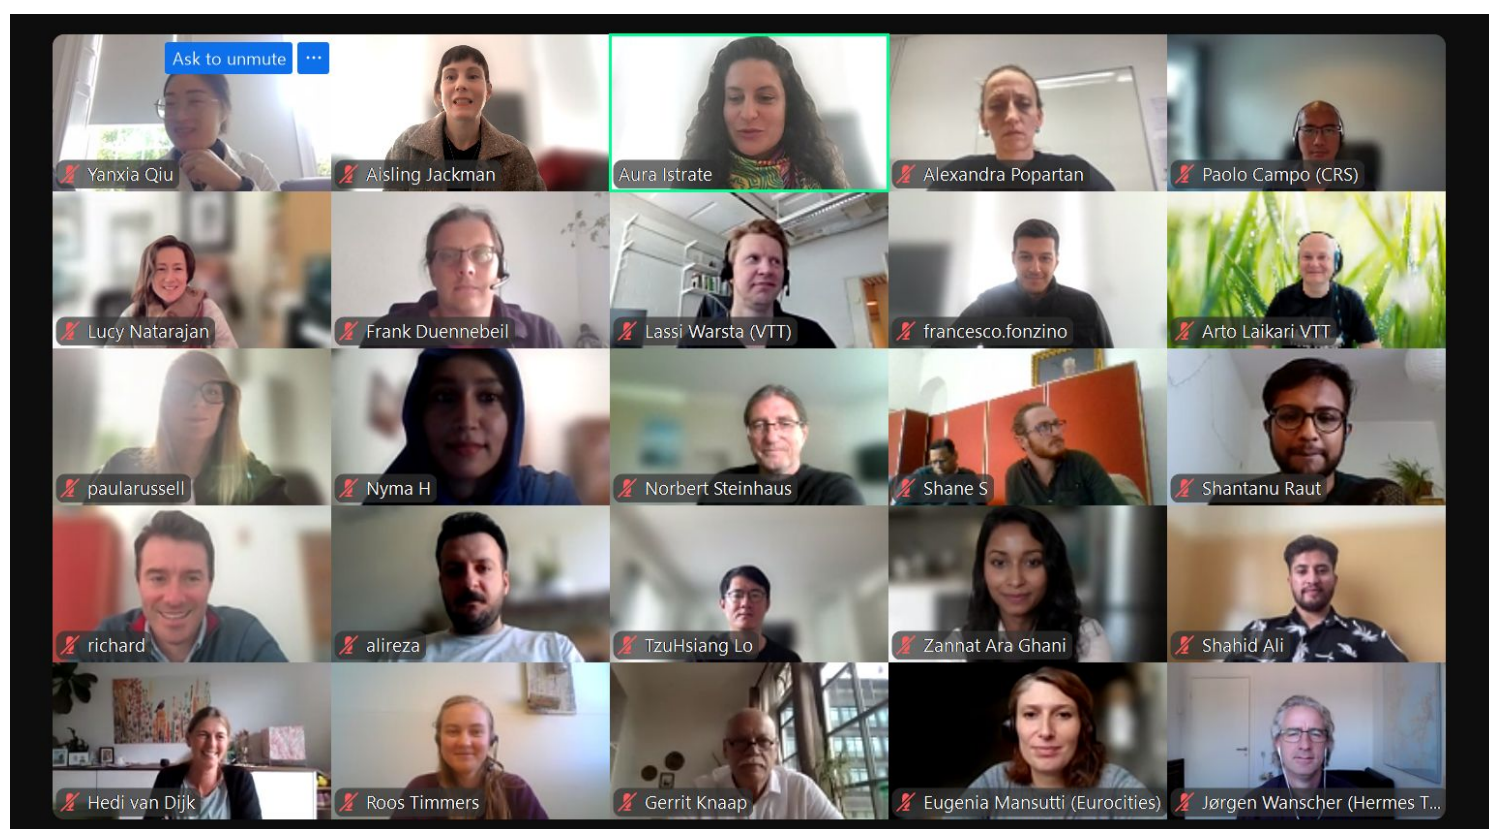 Ask to unmute ...
Yanxia Qiu
Aisling Jackman
Aura Istrate
Alexandra Popartan
Paolo Campo (CRS)
Lucy Natarajan
Frank Duennebeil
Lassi Warsta (VTT)
francesco.fonzino
Arto Laikari VTT
paularussell
Nyma H
Norbert Steinhaus
Shane S
Shantanu Raut
richard
alireza
TzuHsiang Lo
Zannat Ara Ghani
Shahid Ali
Hedi van Dijk
Roos Timmers
Gerrit Knaap
Eugenia Mansutti (Eurocities)
Jørgen Wanscher (Hermes T...